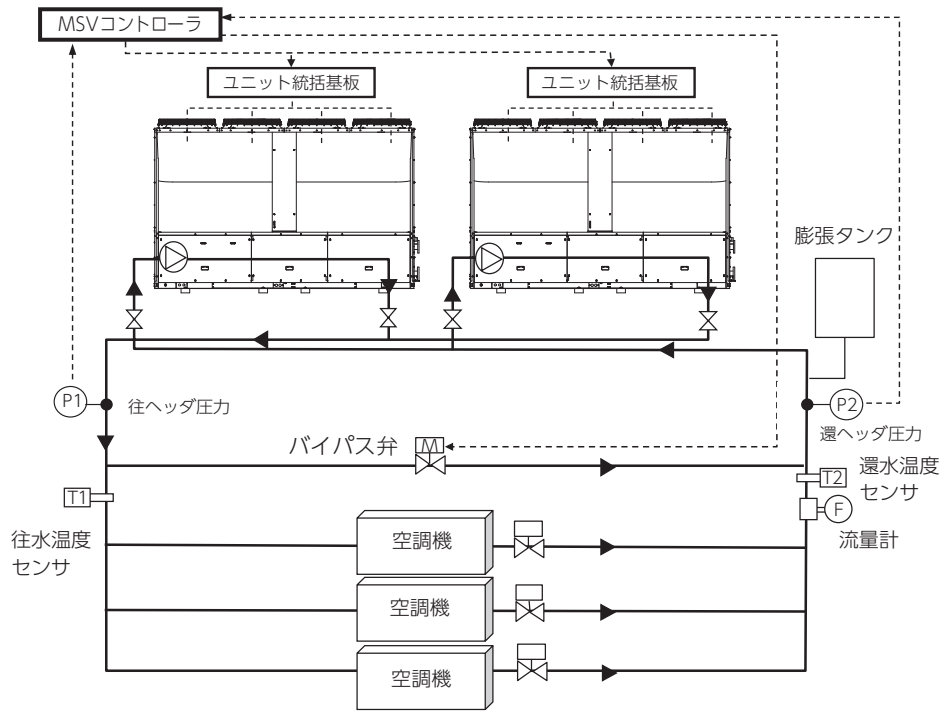 MSVコントローラ
ユニット統括基板
ユニット統括基板
膨張タンク
P1
往ヘッダ圧力
P2
還ヘッダ圧力
バイパス弁
M
T1
往水温度
センサ
T2
還水温度
センサ
F
流量計
空調機
空調機
空調機